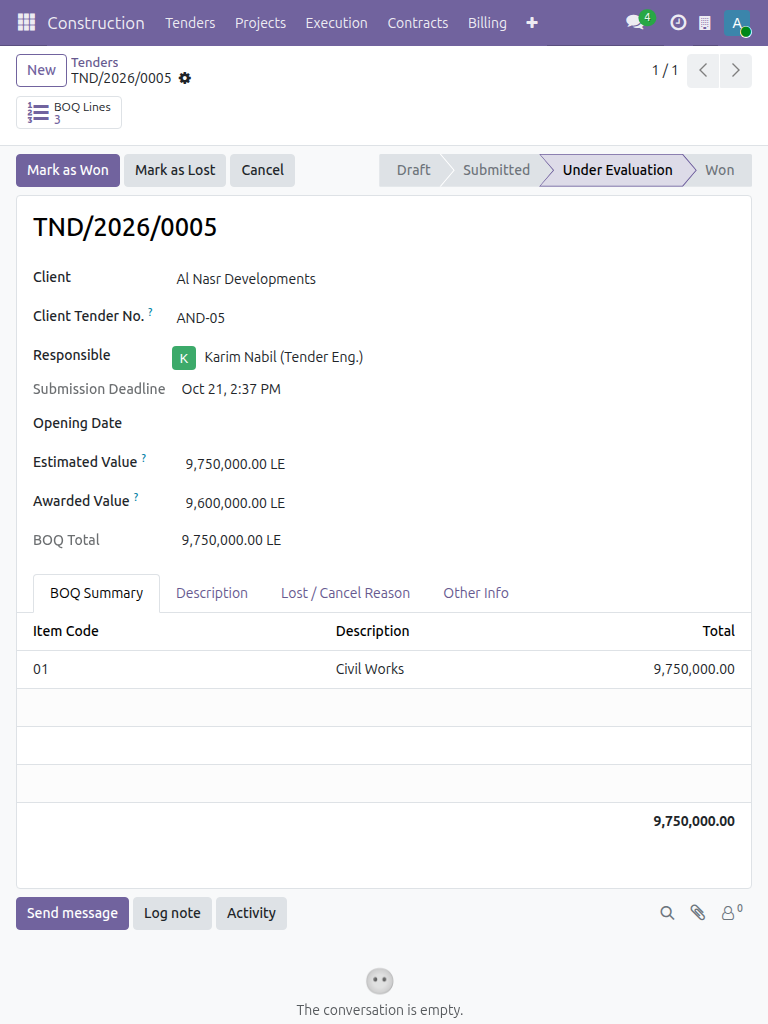 Construction Tenders Projects Execution Contracts Billing 4 A
New
Tenders
TND/2026/0005
1 / 1
BOQ Lines
3
Mark as Won Mark as Lost Cancel Draft Submitted Under Evaluation Won
TND/2026/0005
Client Al Nasr Developments
Client Tender No. ? AND-05
Responsible K Karim Nabil (Tender Eng.)
Submission Deadline Oct 21, 2:37 PM
Opening Date
Estimated Value ? 9,750,000.00 LE
Awarded Value ? 9,600,000.00 LE
BOQ Total 9,750,000.00 LE
BOQ Summary Description Lost / Cancel Reason Other Info
Item Code Description Total
01 Civil Works 9,750,000.00
9,750,000.00
Send message Log note Activity 0
The conversation is empty.